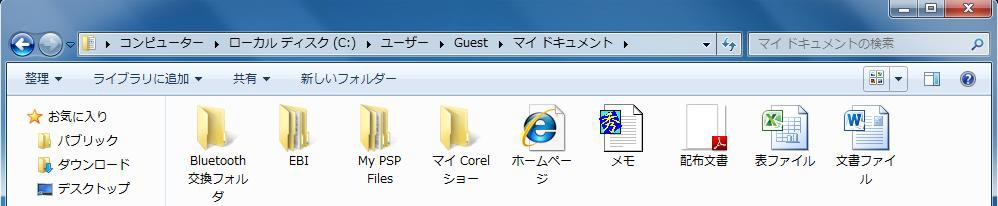 コンピューター ローカル ディスク (C:) ユーザー Guest マイ ドキュメント マイ ドキュメントの検索
整理 ライブラリに追加 共有 新しいフォルダー
お気に入り
パブリック
ダウンロード
デスクトップ
Bluetooth
交換フォル
ダ
EBI
My PSP
Files
マイ Corel
ショー
ホームペー
ジ
秀
メモ
配布文書
表ファイル
文書ファイ
ル